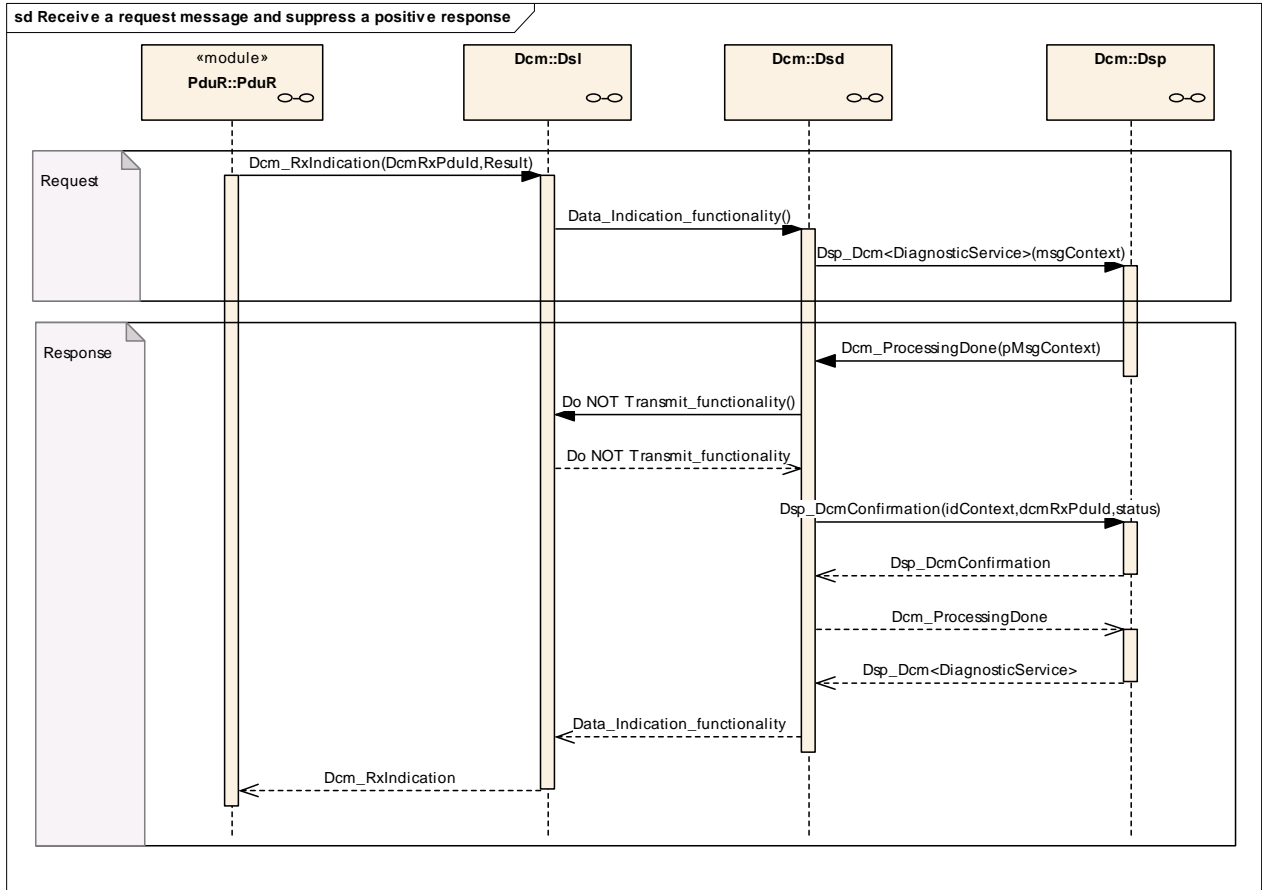 sd Receive a request message and suppress a positive response
«module»
PduR::PduR
Dcm::Dsl
Dcm::Dsd
Dcm::Dsp
Request
Dcm_RxIndication(DcmRxPduId,Result)
Data_Indication_functionality()
Dsp_Dcm<DiagnosticService>(msgContext)
Response
Dcm_ProcessingDone(pMsgContext)
Do NOT Transmit_functionality()
Do NOT Transmit_functionality
Dsp_DcmConfirmation(idContext,dcmRxPduId,status)
Dsp_DcmConfirmation
Dcm_ProcessingDone
Dsp_Dcm<DiagnosticService>
Data_Indication_functionality
Dcm_RxIndication